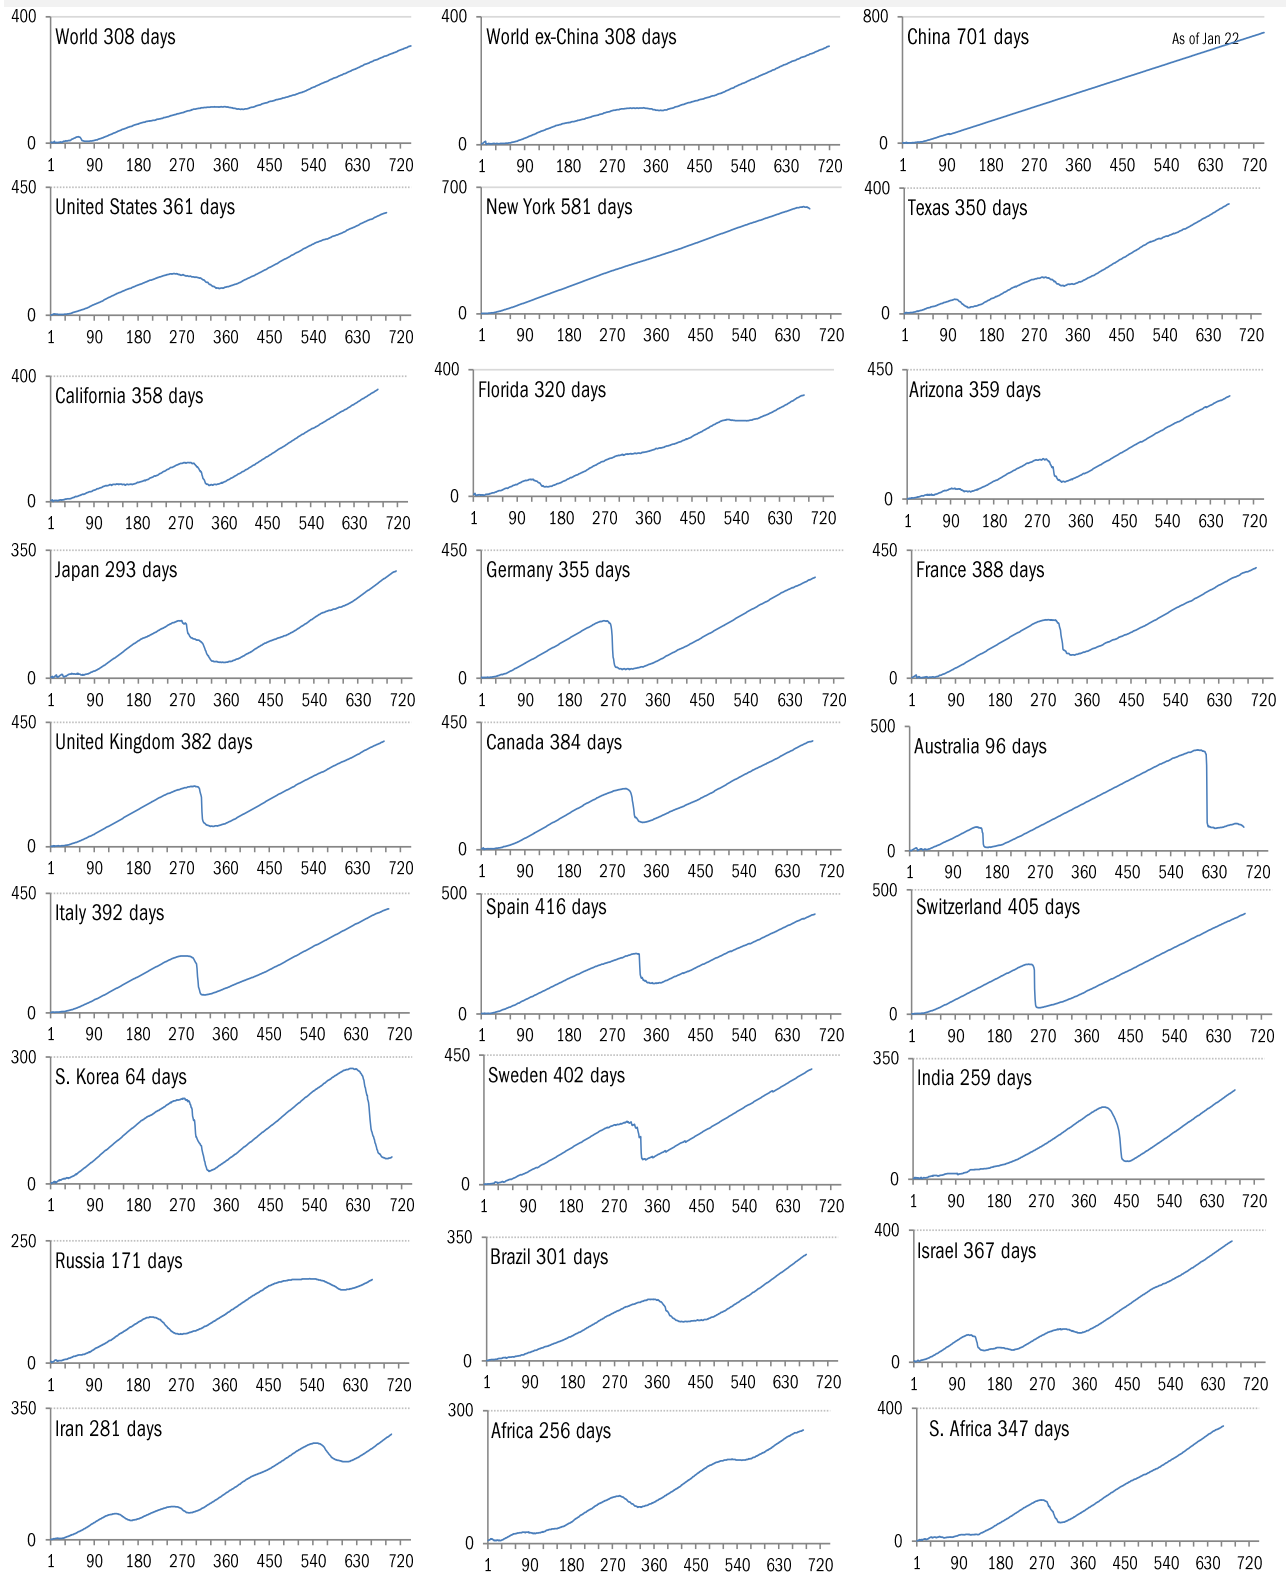 400
World 308 days
0
1 90 180 270 360 450 540 630 720
400
World ex-China 308 days
0
1 90 180 270 360 450 540 630 720
800
China 701 days
As of Jan 22
0
1 90 180 270 360 450 540 630 720
450
United States 361 days
0
1 90 180 270 360 450 540 630 720
700
New York 581 days
0
1 90 180 270 360 450 540 630 720
400
Texas 350 days
0
1 90 180 270 360 450 540 630 720
400
California 358 days
0
1 90 180 270 360 450 540 630 720
400
Florida 320 days
0
1 90 180 270 360 450 540 630 720
450
Arizona 359 days
0
1 90 180 270 360 450 540 630 720
350
Japan 293 days
0
1 90 180 270 360 450 540 630 720
450
Germany 355 days
0
1 90 180 270 360 450 540 630 720
450
France 388 days
0
1 90 180 270 360 450 540 630 720
450
United Kingdom 382 days
0
1 90 180 270 360 450 540 630 720
450
Canada 384 days
0
1 90 180 270 360 450 540 630 720
500
Australia 96 days
0
1 90 180 270 360 450 540 630 720
450
Italy 392 days
0
1 90 180 270 360 450 540 630 720
500
Spain 416 days
0
1 90 180 270 360 450 540 630 720
500
Switzerland 405 days
0
1 90 180 270 360 450 540 630 720
300
S. Korea 64 days
0
1 90 180 270 360 450 540 630 720
450
Sweden 402 days
0
1 90 180 270 360 450 540 630 720
350
India 259 days
0
1 90 180 270 360 450 540 630 720
250
Russia 171 days
0
1 90 180 270 360 450 540 630 720
350
Brazil 301 days
0
1 90 180 270 360 450 540 630 720
400
Israel 367 days
0
1 90 180 270 360 450 540 630 720
350
Iran 281 days
0
1 90 180 270 360 450 540 630 720
300
Africa 256 days
0
1 90 180 270 360 450 540 630 720
400
S. Africa 347 days
0
1 90 180 270 360 450 540 630 720